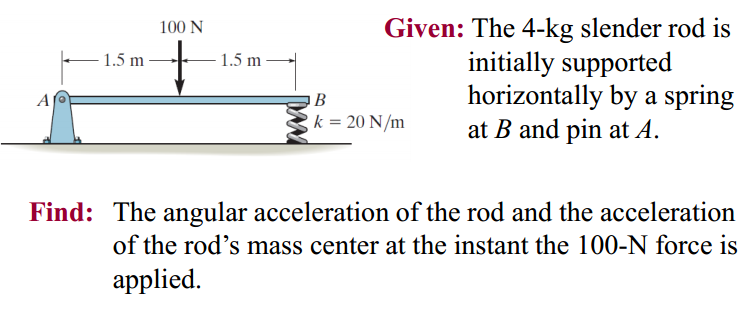 100 N
Given: The 4-kg slender rod is
1.5 m 1.5 m
initially supported
A B
horizontally by a spring
k = 20 N/m
at B and pin at A.
Find: The angular acceleration of the rod and the acceleration
of the rod's mass center at the instant the 100-N force is
applied.